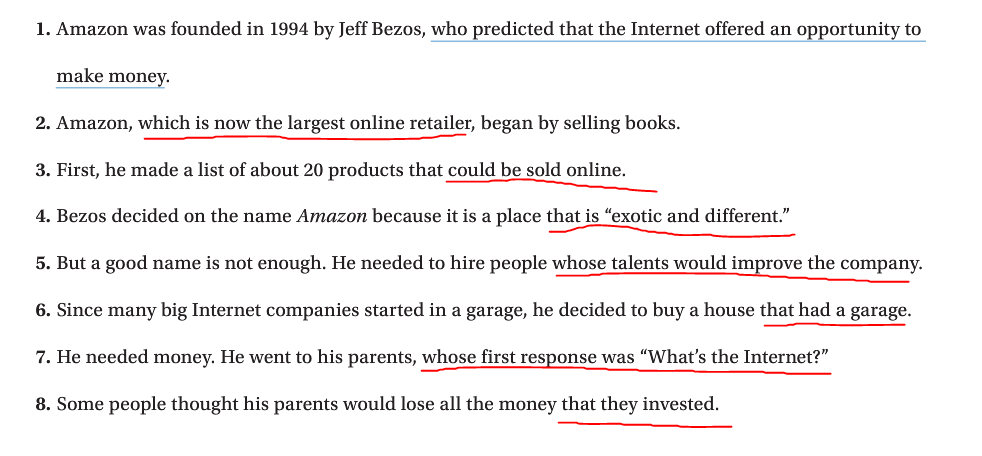 1. Amazon was founded in 1994 by Jeff Bezos, who predicted that the Internet offered an opportunity to
make money.
2. Amazon, which is now the largest online retailer, began by selling books.
3. First, he made a list of about 20 products that could be sold online.
4. Bezos decided on the name Amazon because it is a place that is “exotic and different.”
5. But a good name is not enough. He needed to hire people whose talents would improve the company.
6. Since many big Internet companies started in a garage, he decided to buy a house that had a garage.
7. He needed money. He went to his parents, whose first response was “What’s the Internet?”
8. Some people thought his parents would lose all the money that they invested.